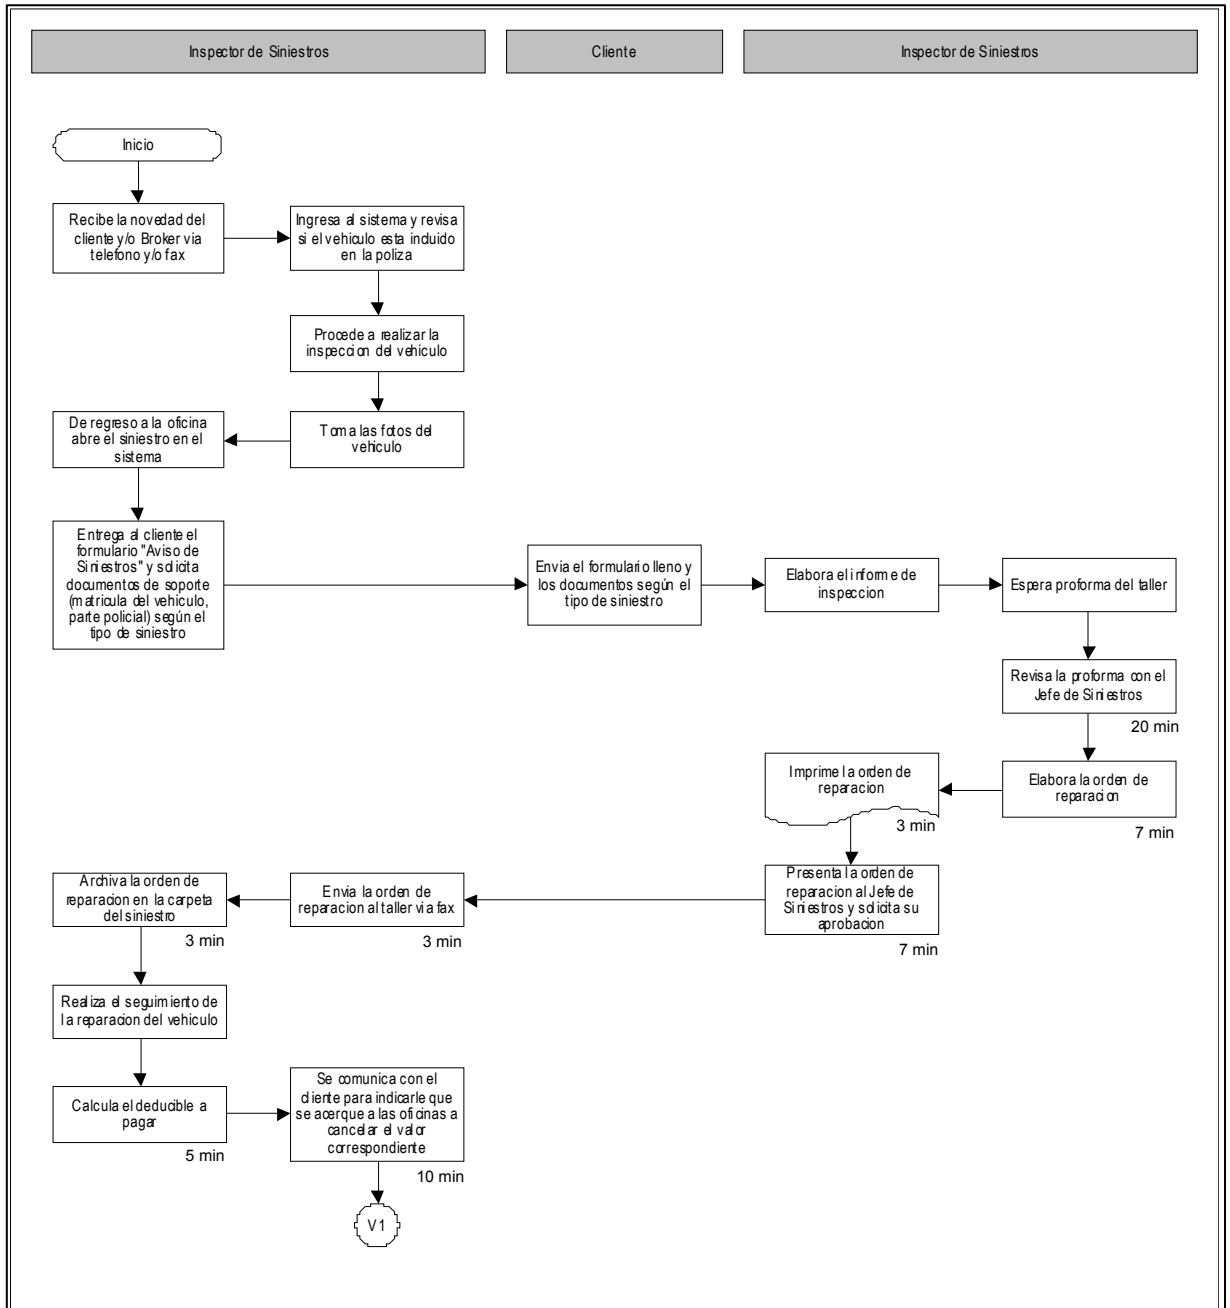 Inspector de Siniestros
Cliente
Inspector de Siniestros
Inicio
Recibe la novedad del
cliente y/o Broker via
telefono y/o fax
Ingresa al sistema y revisa
si el vehiculo esta incluido
en la poliza
Procede a realizar la
inspeccion del vehiculo
Toma las fotos del
vehiculo
De regreso a la oficina
abre el siniestro en el
sistema
Entrega al cliente el
formulario "Aviso de
Siniestros" y solicita
documentos de soporte
(matricula del vehiculo,
parte policial) según el
tipo de siniestro
Envia el formulario lleno y
los documentos según el
tipo de siniestro
Elabora el informe de
inspeccion
Espera proforma del taller
Revisa la proforma con el
Jefe de Siniestros
20 min
Elabora la orden de
reparacion
7 min
Imprime la orden de
reparacion
3 min
Presenta la orden de
reparacion al Jefe de
Siniestros y solicita su
aprobacion
7 min
Envia la orden de
reparacion al taller via fax
3 min
Archiva la orden de
reparacion en la carpeta
del siniestro
3 min
Realiza el seguimiento de
la reparacion del vehiculo
Calcula el deducible a
pagar
5 min
Se comunica con el
cliente para indicarle que
se acerque a las oficinas a
cancelar el valor
correspondiente
10 min
V1